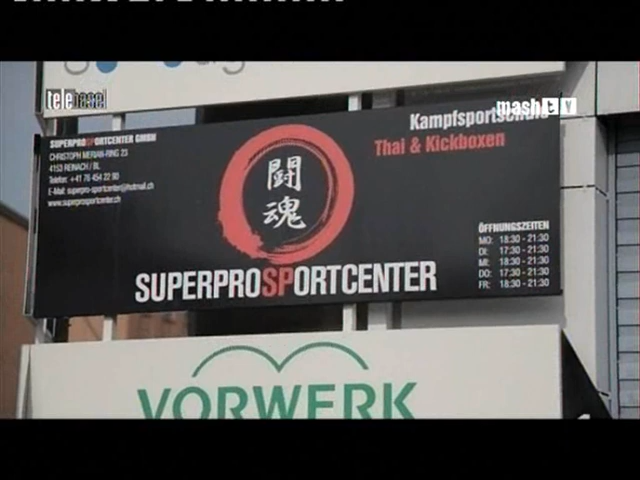 telebasel
mash tv
SUPERPROSPORTCENTER GMBH
CHRISTOPH MERIAN-RING 23
4153 REINACH / BL
Telefon: +41 76 454 22 90
E-Mail: superpro-sportcenter@hotmail.ch
www.superprosportcenter.ch
Kampfsportschule
Thai & Kickboxen
闘
魂
SUPERPROSPORTCENTER
ÖFFNUNGSZEITEN
MO: 18:30 - 21:30
DI: 17:30 - 21:30
MI: 18:30 - 21:30
DO: 17:30 - 21:30
FR: 18:30 - 21:30
VORWERK